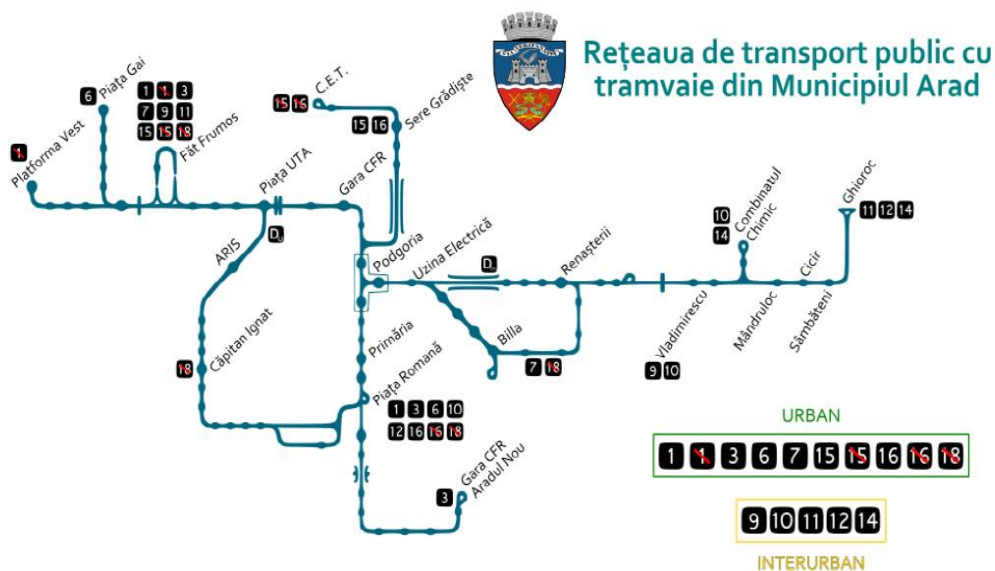 Rețeaua de transport public cu
tramvaie din Municipiul Arad
C.E.T.
15 16
15 16
Sere Grădiște
6
Piața Gai
1 1 3
7 9 11
15 15 18
Făt Frumos
1
Platforma Vest
Piața UTA
Gara CFR
D
ARIS
Podgoria
Uzina Electrică
D
Renașterii
10
14
Combinatul
Chimic
Ghioroc
11 12 14
Cicir
Vladimirescu
Mândruloc
Sâmbăteni
9 10
Căpitan Ignat
18
Primăria
Piața Romană
Billa
7 18
1 3 6 10
12 16 16 18
Gara CFR
Aradul Nou
3
URBAN
1 1 3 6 7 15 15 16 16 18
9 10 11 12 14
INTERURBAN